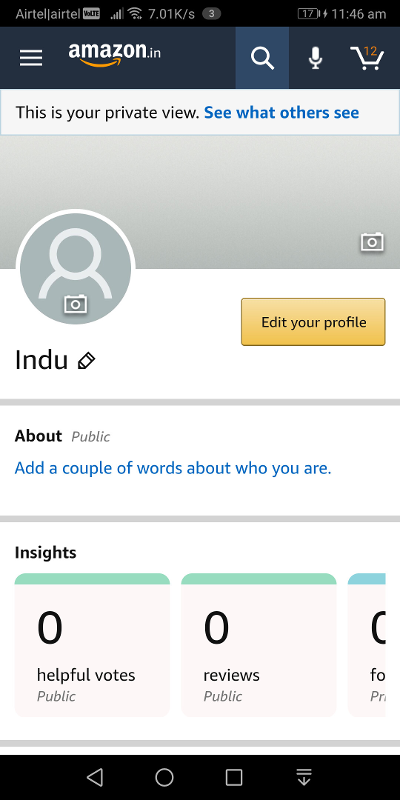 Airtel|airtel VoLTE 7.01K/s 3 17 11:46 am
amazon.in 12
This is your private view. See what others see
Edit your profile
Indu
About Public
Add a couple of words about who you are.
Insights
0 0
helpful votes reviews fo
Public Public Pri